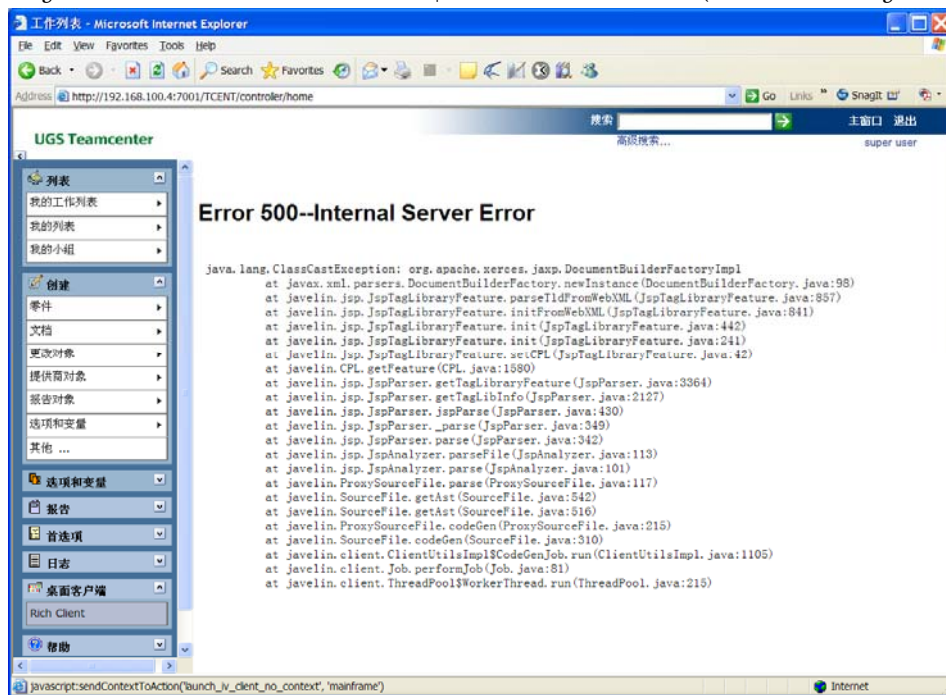 工作列表 - Microsoft Internet Explorer
File Edit View Favorites Tools Help
Back Search Favorites
Address http://192.168.100.4:7001/TCENT/controler/home Go Links SnagIt
搜索 主窗口 退出
UGS Teamcenter
高级搜索... super user
列表
我的工作列表
我的列表
我的小组
创建
零件
文档
更改对象
提供商对象
报告对象
选项和变量
其他 ...
选项和变量
报告
首选项
日志
桌面客户端
Rich Client
帮助
Error 500--Internal Server Error
java.lang.ClassCastException: org.apache.xerces.jaxp.DocumentBuilderFactoryImpl
at javax.xml.parsers.DocumentBuilderFactory.newInstance(DocumentBuilderFactory.java:98)
at javelin.jsp.JspTagLibraryFeature.parseTldFromWebXML(JspTagLibraryFeature.java:857)
at javelin.jsp.JspTagLibraryFeature.initFromWebXML(JspTagLibraryFeature.java:841)
at javelin.jsp.JspTagLibraryFeature.init(JspTagLibraryFeature.java:442)
at javelin.jsp.JspTagLibraryFeature.init(JspTagLibraryFeature.java:241)
at javelin.jsp.JspTagLibraryFeature.setCPL(JspTagLibraryFeature.java:42)
at javelin.CPL.getFeature(CPL.java:1580)
at javelin.jsp.JspParser.getTagLibraryFeature(JspParser.java:3364)
at javelin.jsp.JspParser.getTagLibInfo(JspParser.java:2127)
at javelin.jsp.JspParser.jspParse(JspParser.java:430)
at javelin.jsp.JspParser._parse(JspParser.java:349)
at javelin.jsp.JspParser.parse(JspParser.java:342)
at javelin.jsp.JspAnalyzer.parseFile(JspAnalyzer.java:113)
at javelin.jsp.JspAnalyzer.parse(JspAnalyzer.java:101)
at javelin.ProxySourceFile.parse(ProxySourceFile.java:117)
at javelin.SourceFile.getAst(SourceFile.java:542)
at javelin.SourceFile.getAst(SourceFile.java:516)
at javelin.ProxySourceFile.codeGen(ProxySourceFile.java:215)
at javelin.SourceFile.codeGen(SourceFile.java:310)
at javelin.client.ClientUtilsImpl$CodeGenJob.run(ClientUtilsImpl.java:1105)
at javelin.client.Job.performJob(Job.java:81)
at javelin.client.ThreadPool$WorkerThread.run(ThreadPool.java:215)
javascript:sendContextToAction('launch_iv_client_no_context', 'mainframe') Internet